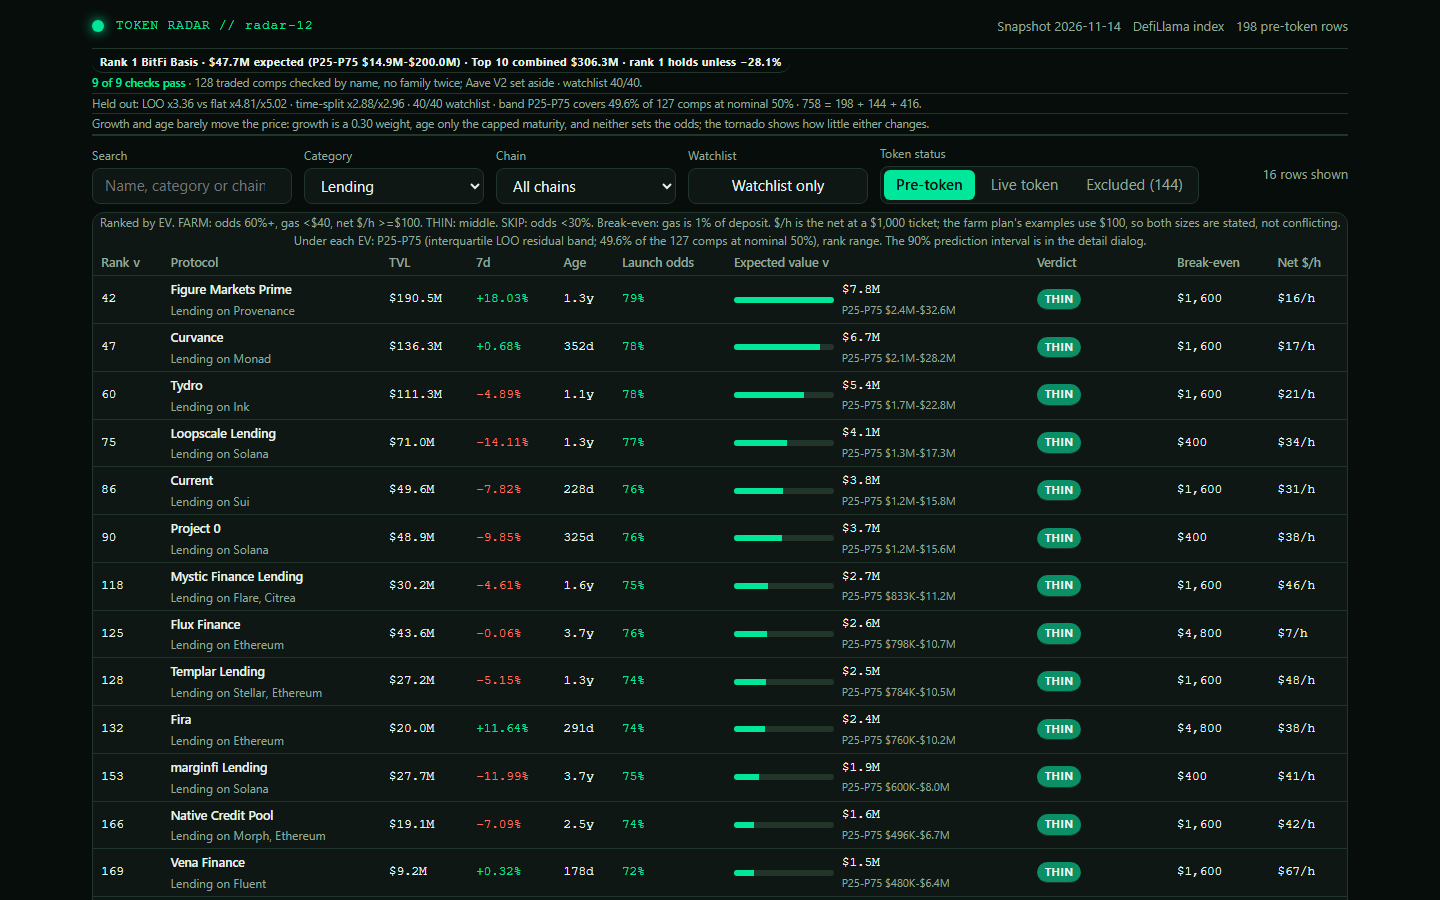 TOKEN RADAR // radar-12
Snapshot 2026-11-14 DefiLlama index 198 pre-token rows
Rank 1 BitFi Basis · $47.7M expected (P25-P75 $14.9M-$200.0M) · Top 10 combined $306.3M · rank 1 holds unless −28.1%
9 of 9 checks pass · 128 traded comps checked by name, no family twice; Aave V2 set aside · watchlist 40/40.
Held out: LOO x3.36 vs flat x4.81/x5.02 · time-split x2.88/x2.96 · 40/40 watchlist · band P25-P75 covers 49.6% of 127 comps at nominal 50% · 758 = 198 + 144 + 416.
Growth and age barely move the price: growth is a 0.30 weight, age only the capped maturity, and neither sets the odds; the tornado shows how little either changes.
Search Category Chain Watchlist Token status
Name, category or chain Lending All chains Watchlist only Pre-token Live token Excluded (144) 16 rows shown
Ranked by EV. FARM: odds 60%+, gas <$40, net $/h >=$100. THIN: middle. SKIP: odds <30%. Break-even: gas is 1% of deposit. $/h is the net at a $1,000 ticket; the farm plan's examples use $100, so both sizes are stated, not conflicting.
Under each EV: P25-P75 (interquartile LOO residual band; 49.6% of the 127 comps at nominal 50%), rank range. The 90% prediction interval is in the detail dialog.
Rank v Protocol TVL 7d Age Launch odds Expected value v Verdict Break-even Net $/h
42 Figure Markets Prime $190.5M +18.03% 1.3y 79% $7.8M THIN $1,600 $16/h
Lending on Provenance P25-P75 $2.4M-$32.6M
47 Curvance $136.3M +0.68% 352d 78% $6.7M THIN $1,600 $17/h
Lending on Monad P25-P75 $2.1M-$28.2M
60 Tydro $111.3M −4.89% 1.1y 78% $5.4M THIN $1,600 $21/h
Lending on Ink P25-P75 $1.7M-$22.8M
75 Loopscale Lending $71.0M −14.11% 1.3y 77% $4.1M THIN $400 $34/h
Lending on Solana P25-P75 $1.3M-$17.3M
86 Current $49.6M −7.82% 228d 76% $3.8M THIN $1,600 $31/h
Lending on Sui P25-P75 $1.2M-$15.8M
90 Project 0 $48.9M −9.85% 325d 76% $3.7M THIN $400 $38/h
Lending on Solana P25-P75 $1.2M-$15.6M
118 Mystic Finance Lending $30.2M −4.61% 1.6y 75% $2.7M THIN $1,600 $46/h
Lending on Flare, Citrea P25-P75 $833K-$11.2M
125 Flux Finance $43.6M −0.06% 3.7y 76% $2.6M THIN $4,800 $7/h
Lending on Ethereum P25-P75 $798K-$10.7M
128 Templar Lending $27.2M −5.15% 1.3y 74% $2.5M THIN $1,600 $48/h
Lending on Stellar, Ethereum P25-P75 $784K-$10.5M
132 Fira $20.0M +11.64% 291d 74% $2.4M THIN $4,800 $38/h
Lending on Ethereum P25-P75 $760K-$10.2M
153 marginfi Lending $27.7M −11.99% 3.7y 75% $1.9M THIN $400 $41/h
Lending on Solana P25-P75 $600K-$8.0M
166 Native Credit Pool $19.1M −7.09% 2.5y 74% $1.6M THIN $1,600 $42/h
Lending on Morph, Ethereum P25-P75 $496K-$6.7M
169 Vena Finance $9.2M +0.32% 178d 72% $1.5M THIN $1,600 $67/h
Lending on Fluent P25-P75 $480K-$6.4M